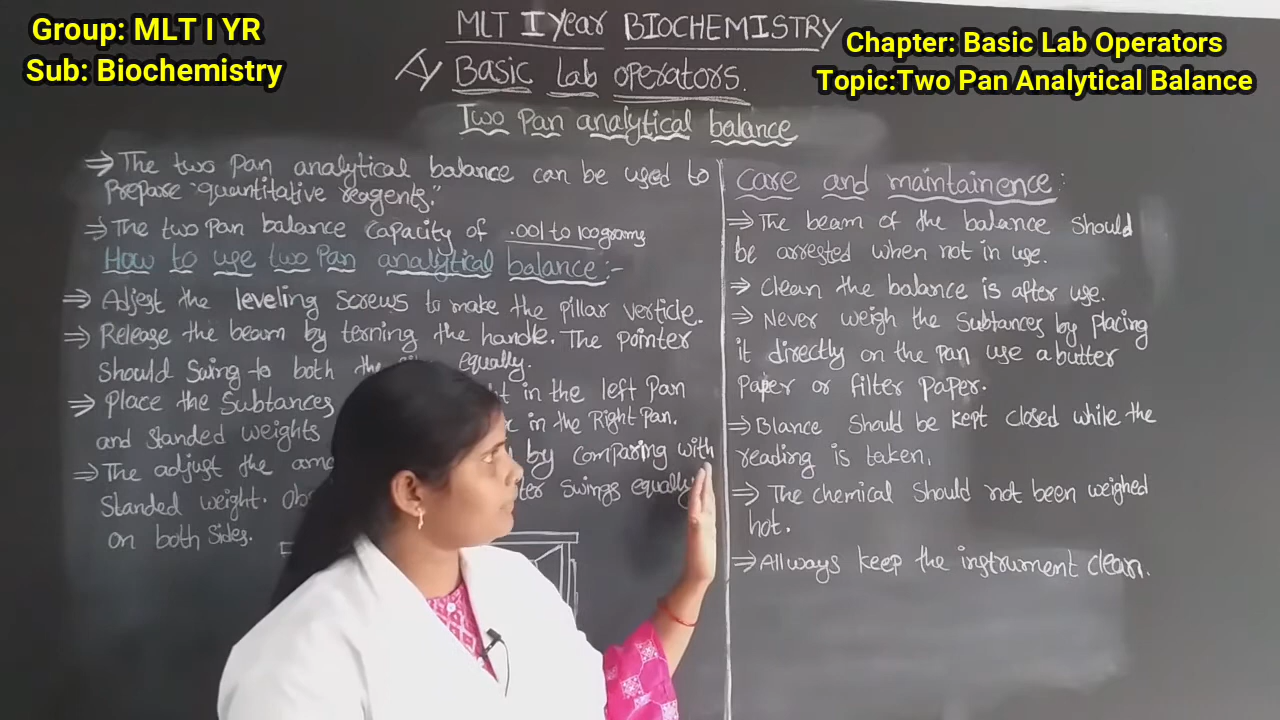 Group: MLT I YR
Sub: Biochemistry
Chapter: Basic Lab Operators
Topic:Two Pan Analytical Balance
MLT I Year BIOCHEMISTRY
A) Basic Lab operators.
Two Pan analytical balance
⇒ The two pan analytical balance can be used to
Prepare "quantitative reagents."
⇒ The two pan balance capacity of .001 to 100grams
How to use two Pan analytical balance:-
⇒ Adjest the leveling screws to make the pillar verticle.
⇒ Release the beam by terning the handle. The pointer
should swing to both the equally.
⇒ Place the Subtances in the left pan
and standed weights in the Right pan.
⇒ The adjust the by comparing with
standed weight. swings equally
on both sides.
Care and maintainence:
⇒ The beam of the balance should
be arrested when not in use.
⇒ Clean the balance is after use.
⇒ Never weigh the Subtances by placing
it directly on the pan use a butter
paper or filter paper.
⇒ Blance should be kept closed while the
reading is taken.
⇒ The chemical should not been weighed
hot.
⇒ Allways keep the instrument clean.